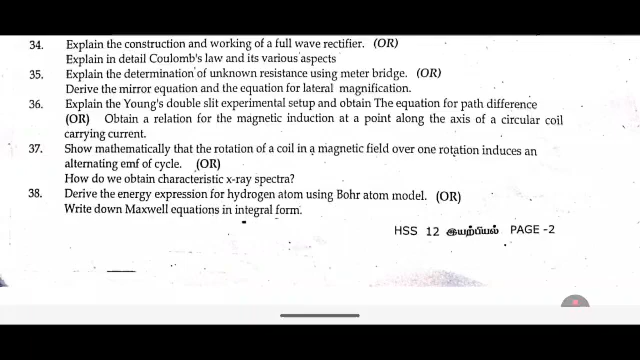 34. Explain the construction and working of a full wave rectifier. (OR)
Explain in detail Coulomb's law and its various aspects
35. Explain the determination of unknown resistance using meter bridge. (OR)
Derive the mirror equation and the equation for lateral magnification.
36. Explain the Young's double slit experimental setup and obtain The equation for path difference
(OR) Obtain a relation for the magnetic induction at a point along the axis of a circular coil
carrying current.
37. Show mathematically that the rotation of a coil in a magnetic field over one rotation induces an
alternating emf of cycle. (OR)
How do we obtain characteristic x-ray spectra?
38. Derive the energy expression for hydrogen atom using Bohr atom model. (OR)
Write down Maxwell equations in integral form.
HSS 12 இயற்பியல் PAGE -2